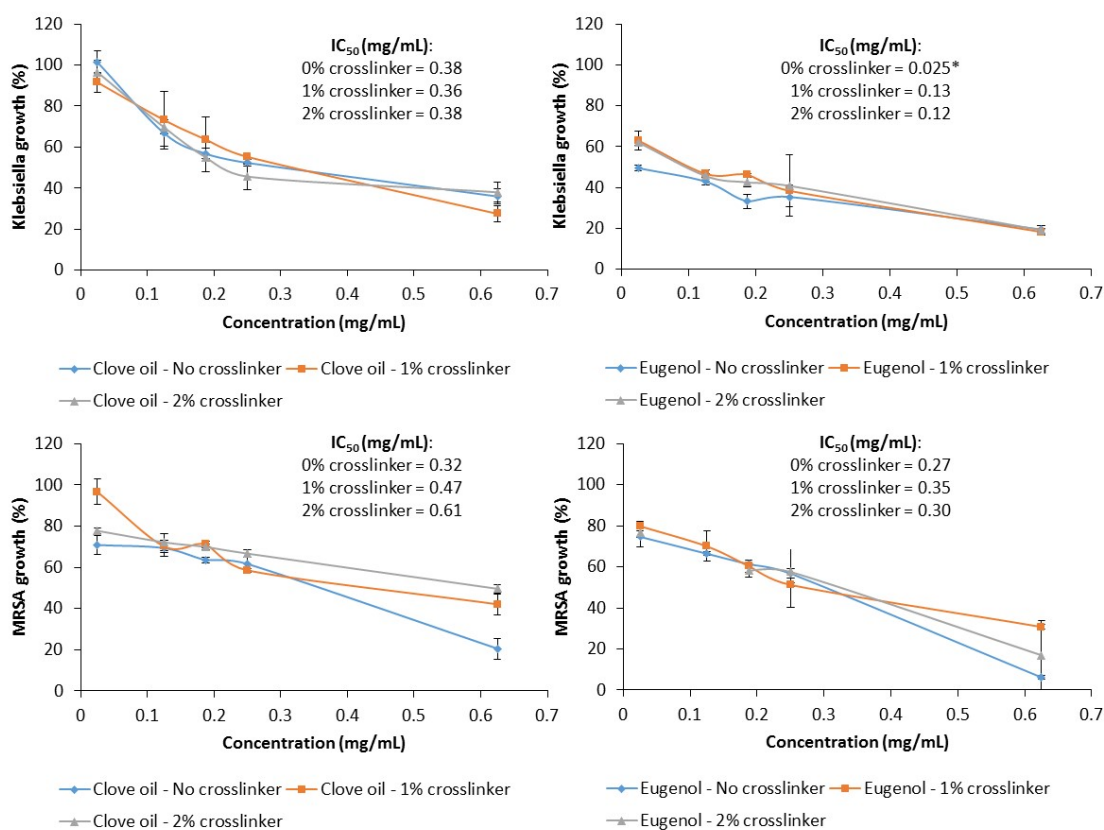 IC50 (mg/mL):
0% crosslinker = 0.38
1% crosslinker = 0.36
2% crosslinker = 0.38
Klebsiella growth (%)
120
100
80
60
40
20
0
0 0.1 0.2 0.3 0.4 0.5 0.6 0.7
Concentration (mg/mL)
Clove oil - No crosslinker Clove oil - 1% crosslinker
Clove oil - 2% crosslinker
IC50 (mg/mL):
0% crosslinker = 0.025*
1% crosslinker = 0.13
2% crosslinker = 0.12
Klebsiella growth (%)
120
100
80
60
40
20
0
0 0.1 0.2 0.3 0.4 0.5 0.6 0.7
Concentration (mg/mL)
Eugenol - No crosslinker Eugenol - 1% crosslinker
Eugenol - 2% crosslinker
IC50 (mg/mL):
0% crosslinker = 0.32
1% crosslinker = 0.47
2% crosslinker = 0.61
MRSA growth (%)
120
100
80
60
40
20
0
0 0.1 0.2 0.3 0.4 0.5 0.6 0.7
Concentration (mg/mL)
Clove oil - No crosslinker Clove oil - 1% crosslinker
Clove oil - 2% crosslinker
IC50 (mg/mL):
0% crosslinker = 0.27
1% crosslinker = 0.35
2% crosslinker = 0.30
MRSA growth (%)
120
100
80
60
40
20
0
0 0.1 0.2 0.3 0.4 0.5 0.6 0.7
Concentration (mg/mL)
Eugenol - No crosslinker Eugenol - 1% crosslinker
Eugenol - 2% crosslinker